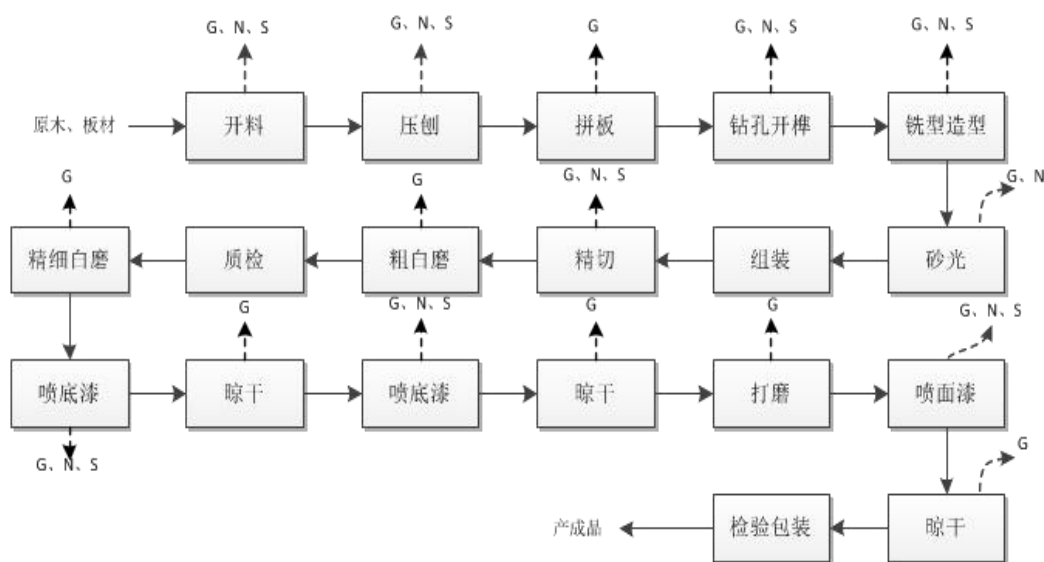 G、N、S
G、N、S
G
G、N、S
G、N、S
原木、板材
开料
压刨
拼板
钻孔开榫
铣型造型
G
G
G、N、S
G、N
精细白磨
质检
粗白磨
精切
组装
砂光
G
G、N、S
G
G
G、N、S
喷底漆
晾干
喷底漆
晾干
打磨
喷面漆
G、N、S
G
产成品
检验包装
晾干